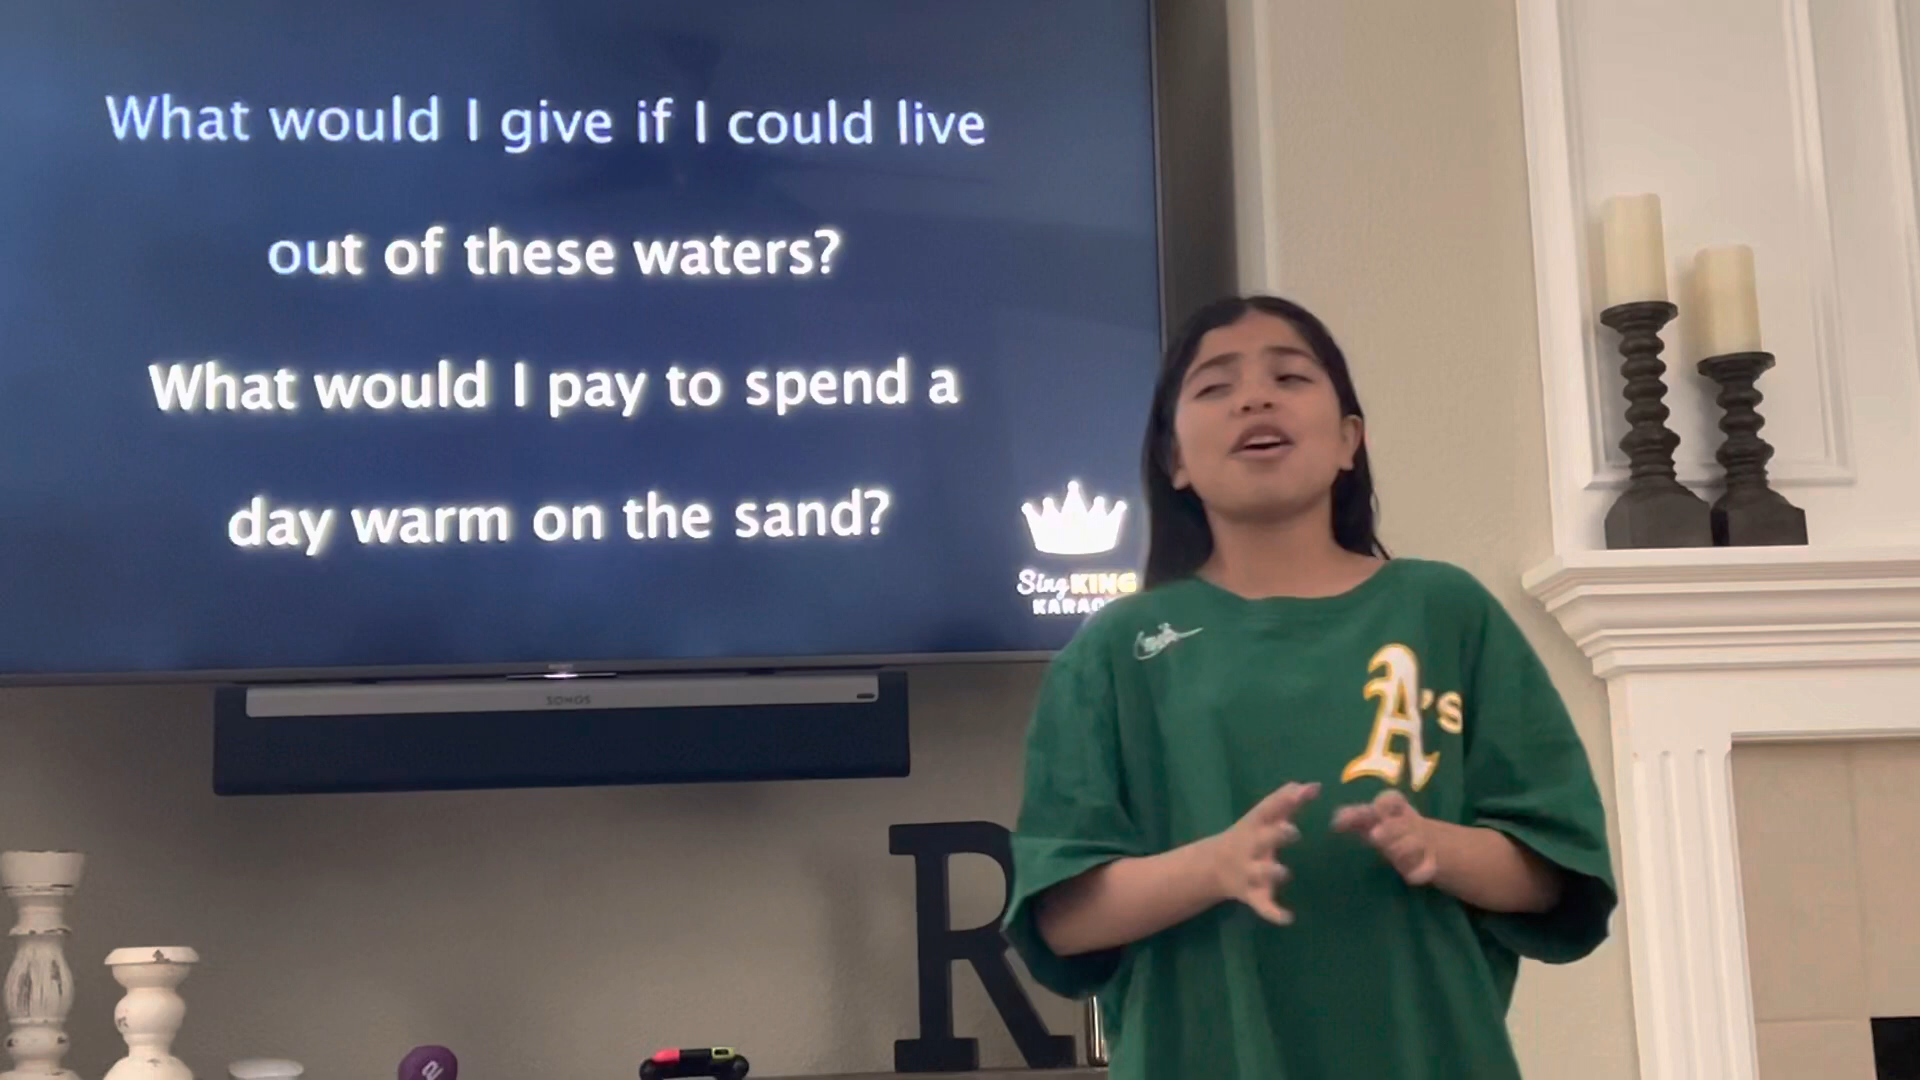 What would I give if I could live
out of these waters?
What would I pay to spend a
day warm on the sand?
Sing KING
SONOS
A's
R
2